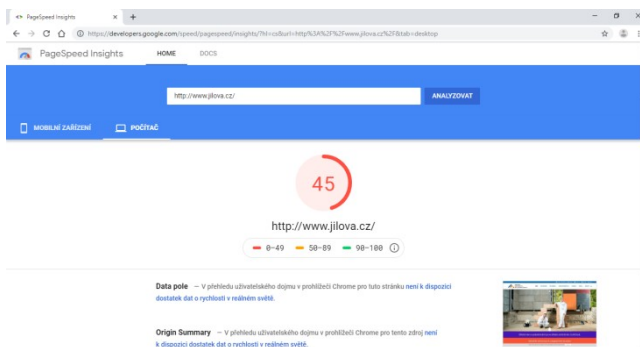 PageSpeed Insights
https://developers.google.com/speed/pagespeed/insights/?hl=cs&url=http%3A%2F%2Fwww.jilova.cz%2F&tab=desktop
PageSpeed Insights HOME DOCS
http://www.jilova.cz/ ANALYZOVAT
MOBILNÍ ZAŘÍZENÍ POČÍTAČ
45
http://www.jilova.cz/
0–49 50–89 90–100
Data pole — V přehledu uživatelského dojmu v prohlížeči Chrome pro tuto stránku není k dispozici
dostatek dat o rychlosti v reálném světě.
Origin Summary — V přehledu uživatelského dojmu v prohlížeči Chrome pro tento zdroj není
k dispozici dostatek dat o rychlosti v reálném světě.